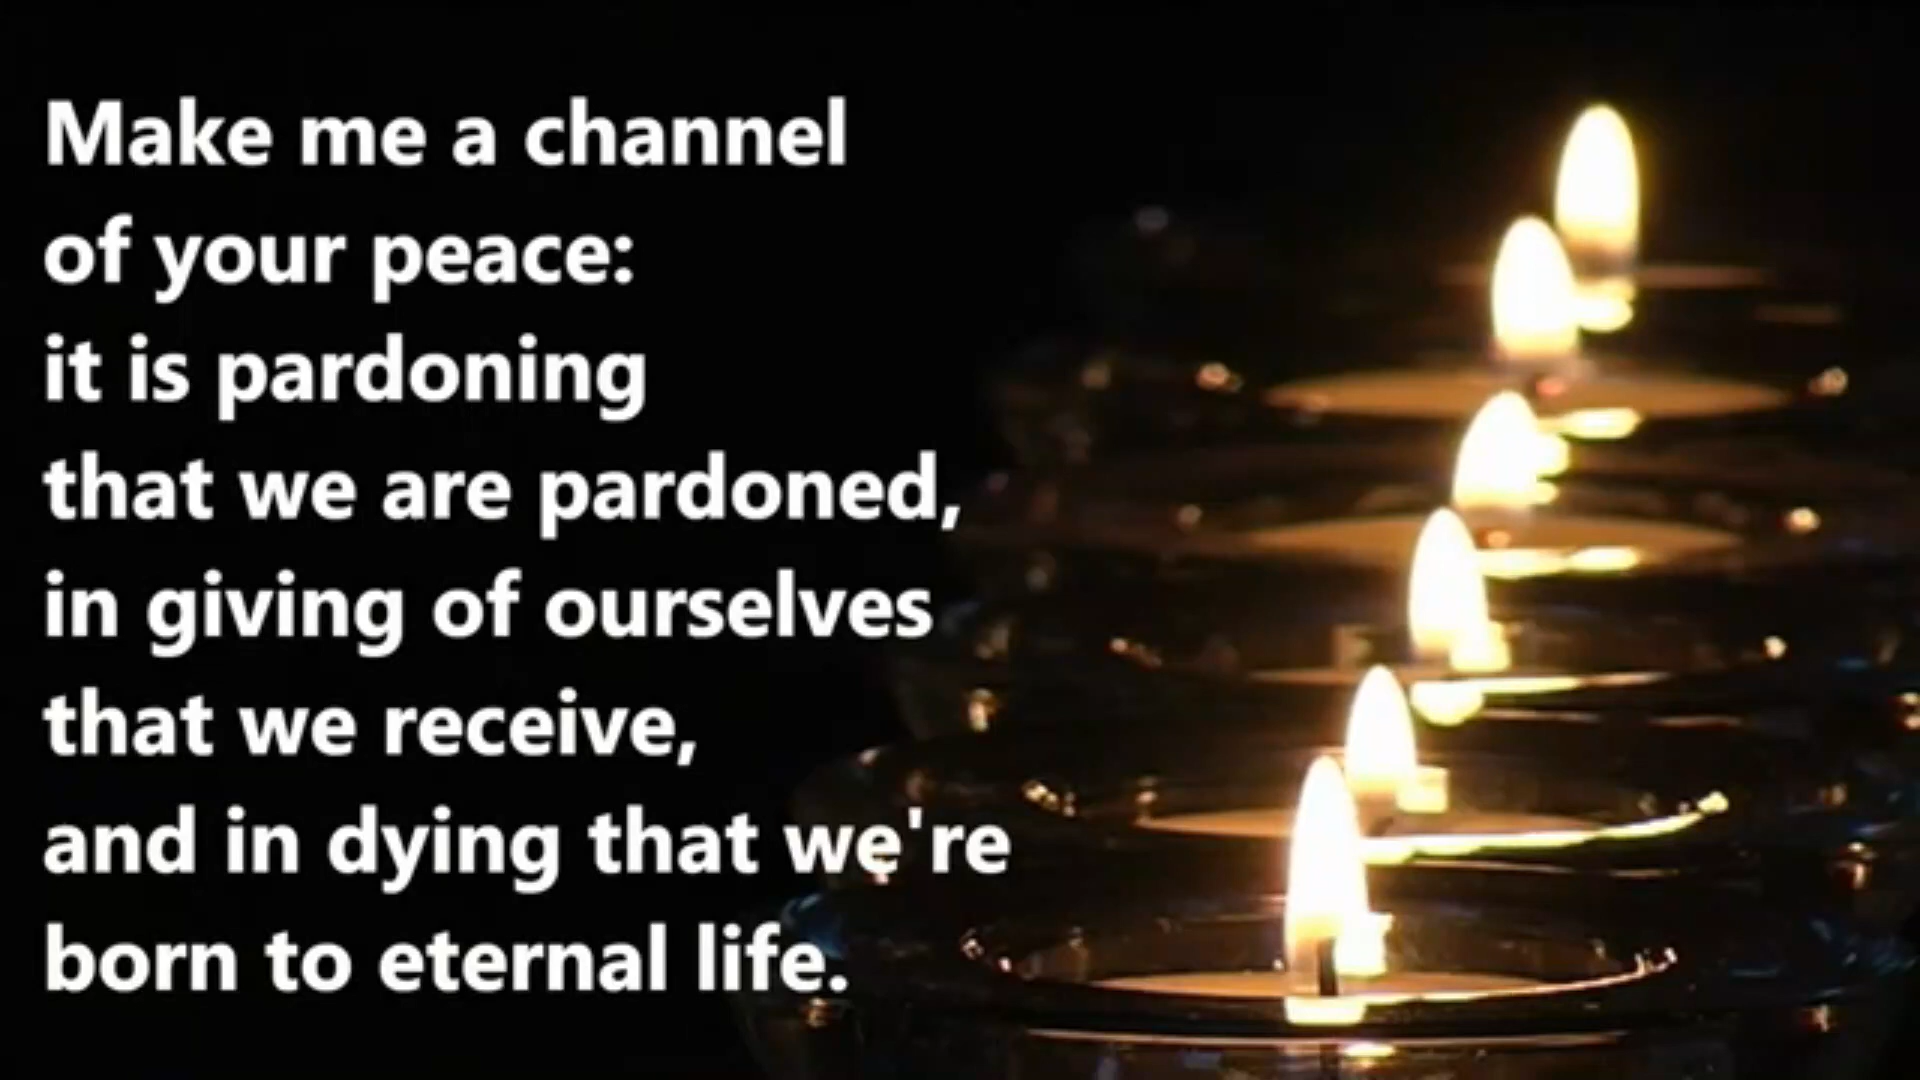 Make me a channel
of your peace:
it is pardoning
that we are pardoned,
in giving of ourselves
that we receive,
and in dying that we're
born to eternal life.